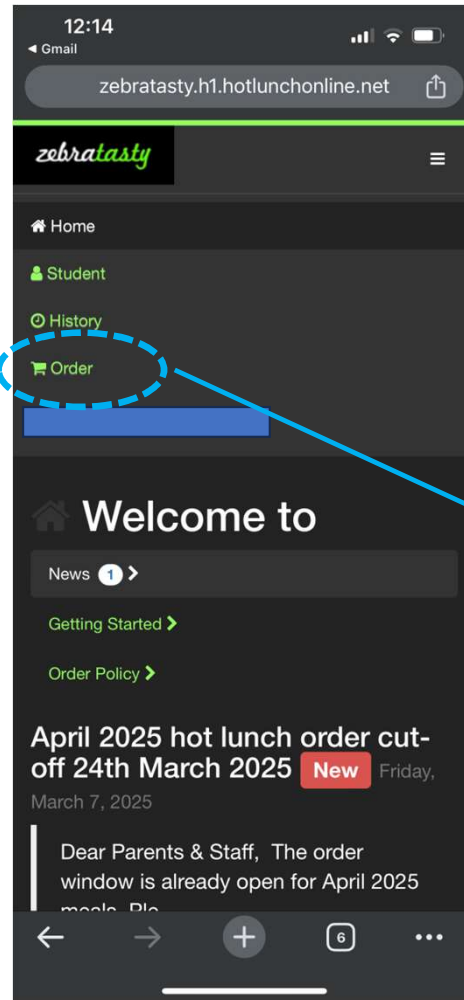 12:14
Gmail
zebratasty.h1.hotlunchonline.net
zebratasty
Home
Student
History
Order
Welcome to
News 1
Getting Started
Order Policy
April 2025 hot lunch order cut-
off 24th March 2025 New Friday,
March 7, 2025
Dear Parents & Staff, The order
window is already open for April 2025
meals. Ple
6